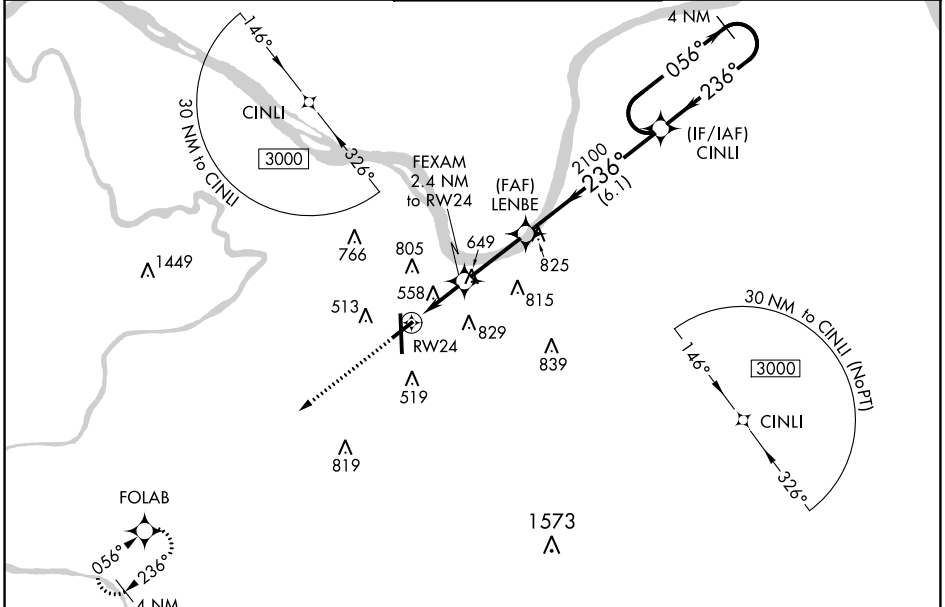 4 NM
056°
236°
(IF/IAF)
CINLI
146°
CINLI
3000
326°
30 NM to CINLI
2100
236°
(6.1)
FEXAM
2.4 NM
to RW24
(FAF)
LENBE
649
825
766
805
1449
558
815
513
829
RW24
839
519
819
30 NM to CINLI (NoPT)
146°
3000
CINLI
326°
FOLAB
056°
236°
4 NM
1573